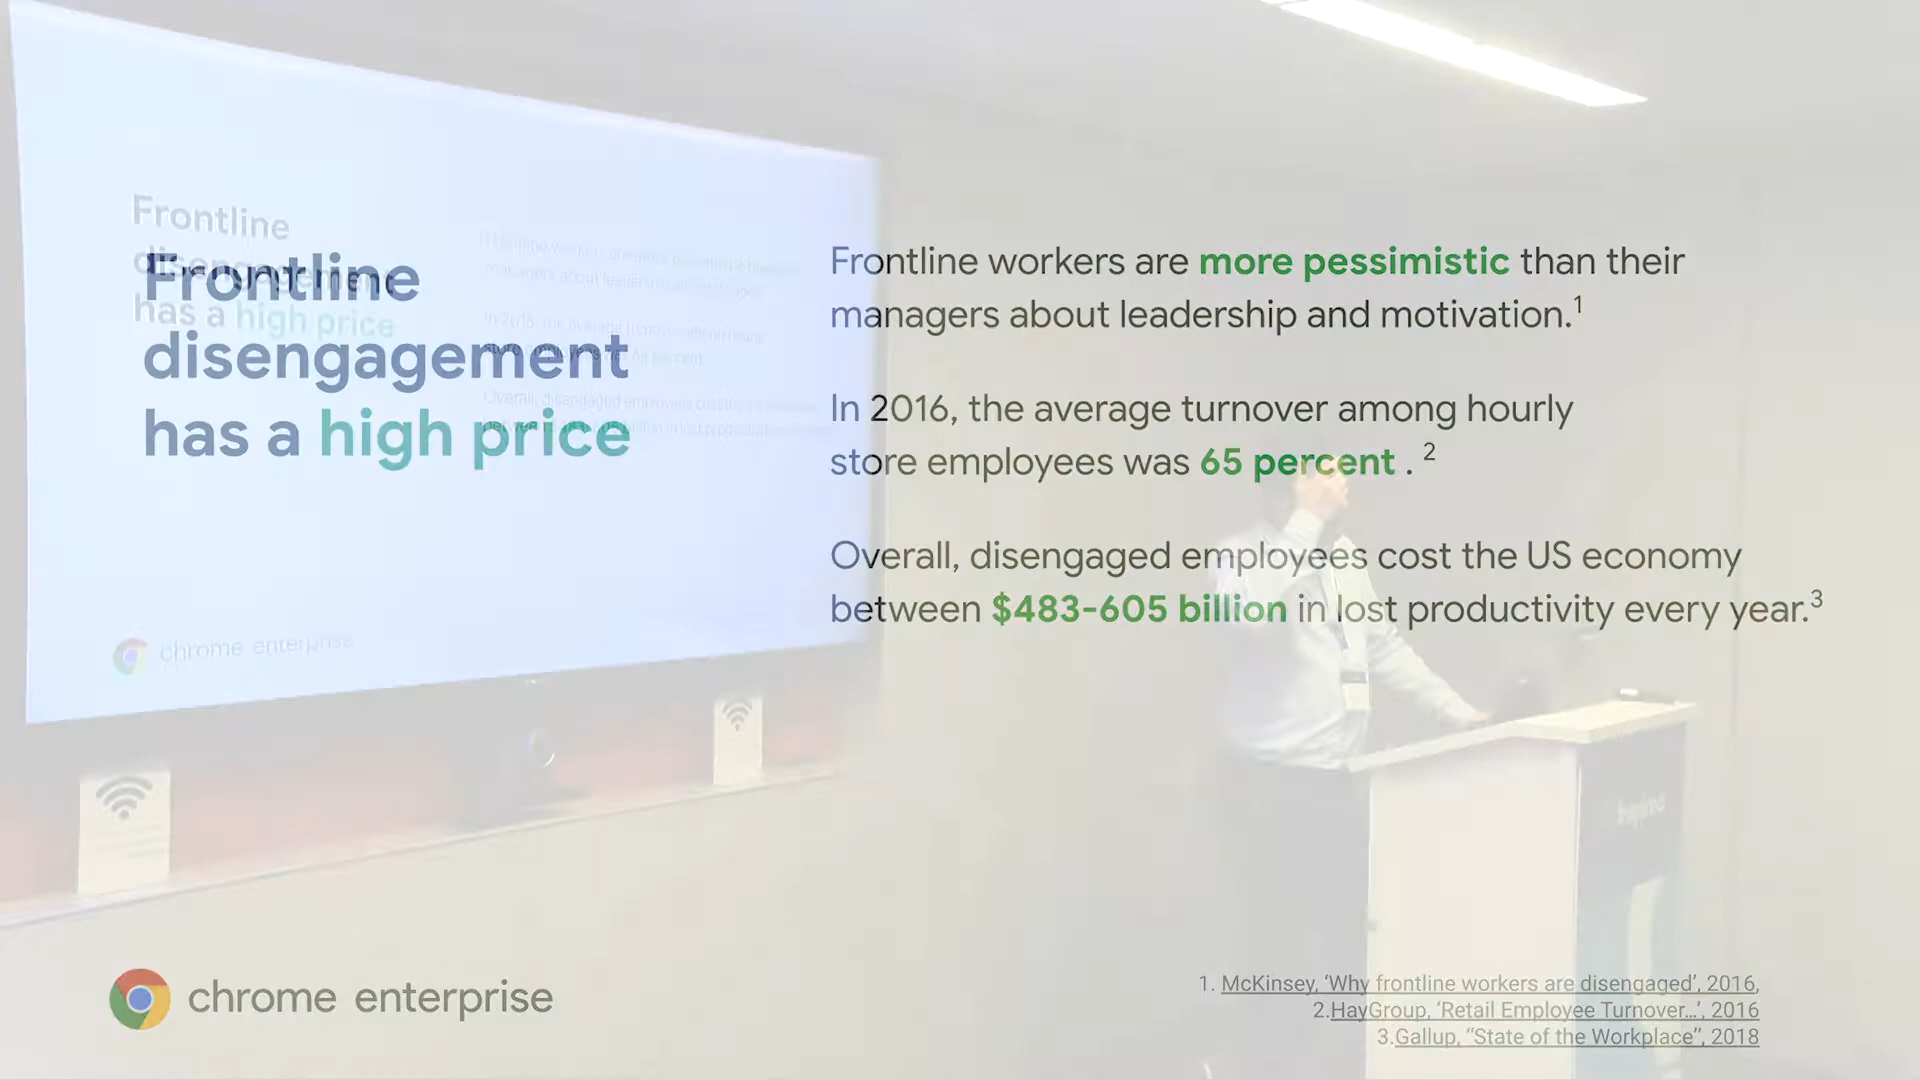 Frontline
disengagement
has a high price
Frontline workers are more pessimistic than their
managers about leadership and motivation.1
In 2016, the average turnover among hourly
store employees was 65 percent . 2
Overall, disengaged employees cost the US economy
between $483-605 billion in lost productivity every year.3
chrome enterprise
1. McKinsey, ‘Why frontline workers are disengaged’, 2016,
2.HayGroup, ‘Retail Employee Turnover...’, 2016
3.Gallup, “State of the Workplace”, 2018
Frontline
disengagement
has a high price
chrome enterprise